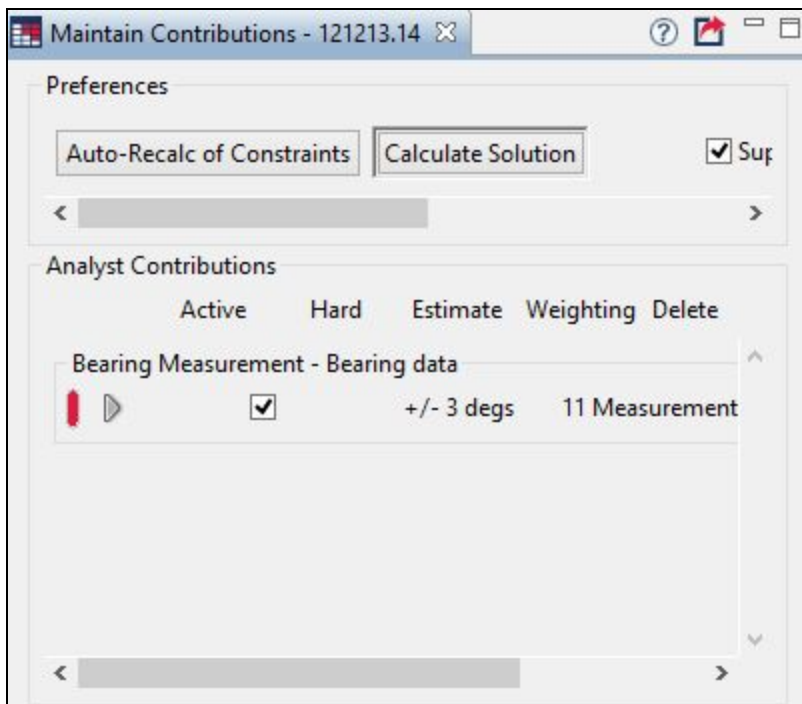 Maintain Contributions - 121213.14
Preferences
Auto-Recalc of Constraints Calculate Solution Sup
Analyst Contributions
Active Hard Estimate Weighting Delete
Bearing Measurement - Bearing data
+/- 3 degs 11 Measurement